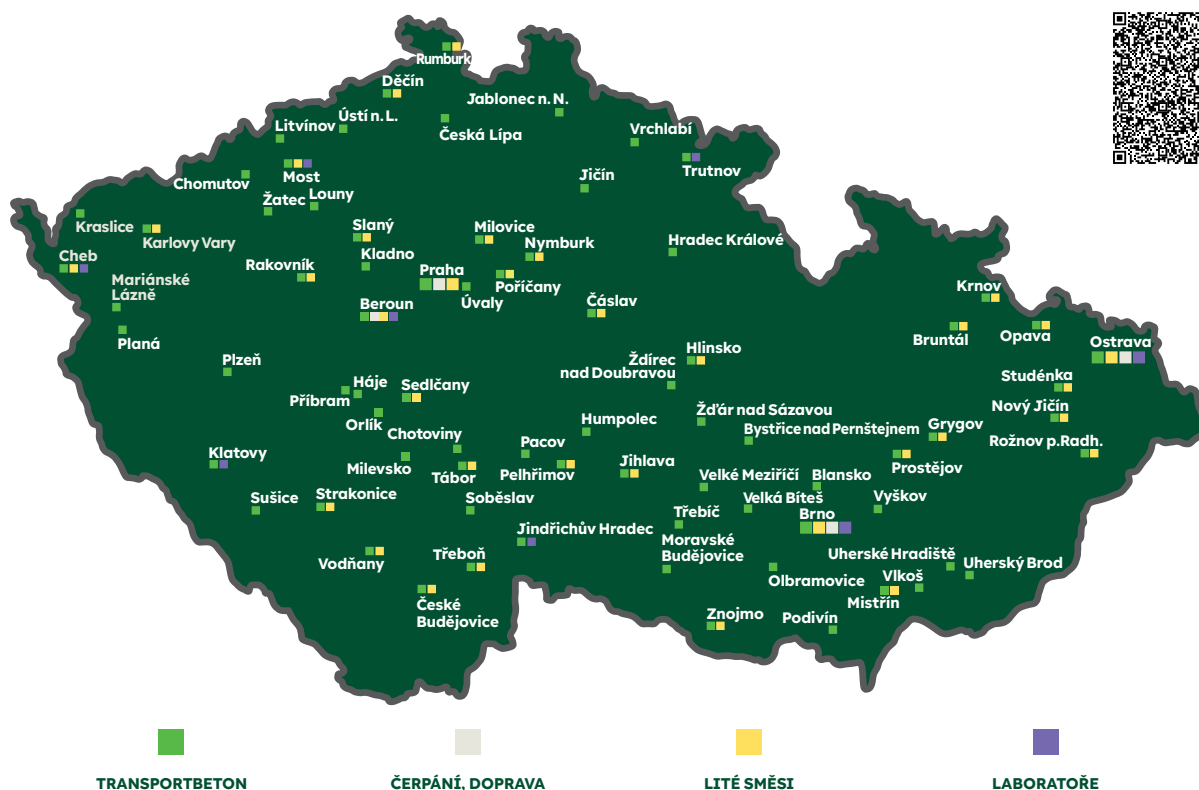 Rumburk
Děčín
Jablonec n. N.
Ústí n. L.
Litvínov
Česká Lípa
Vrchlabí
Most
Trutnov
Chomutov
Jičín
Žatec
Louny
Kraslice
Karlovy Vary
Slaný
Milovice
Nymburk
Hradec Králové
Cheb
Kladno
Rakovník
Praha
Poříčany
Mariánské
Lázně
Úvaly
Krnov
Beroun
Čáslav
Planá
Bruntál
Opava
Ostrava
Hlinsko
Plzeň
Ždírec
nad Doubravou
Studénka
Háje
Sedlčany
Příbram
Nový Jičín
Orlík
Humpolec
Žďár nad Sázavou
Grygov
Bystřice nad Pernštejnem
Chotoviny
Rožnov p.Radh.
Pacov
Klatovy
Jihlava
Milevsko
Prostějov
Tábor
Pelhřimov
Velké Meziříčí
Blansko
Sušice
Strakonice
Soběslav
Velká Bíteš
Vyškov
Třebíč
Brno
Jindřichův Hradec
Moravské
Budějovice
Vodňany
Třeboň
Uherské Hradiště
Uherský Brod
Olbramovice
Vlkoš
Mistřín
České
Budějovice
Znojmo
Podivín
TRANSPORTBETON
ČERPÁNÍ, DOPRAVA
LITÉ SMĚSI
LABORATOŘE